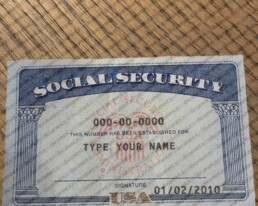 SOCIAL SECURITY
000-00-0000
THIS NUMBER HAS BEEN ESTABLISHED FOR
TYPE YOUR NAME
SIGNATURE
01/02/2010
USA